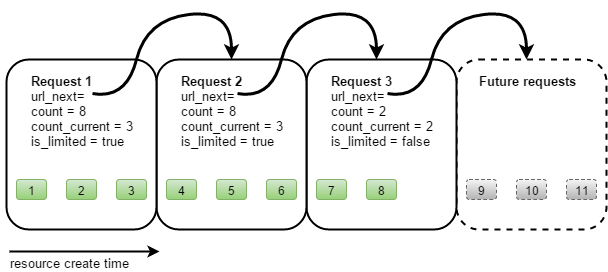 Request 1
url_next=
count = 8
count_current = 3
is_limited = true
Request 2
url_next=
count = 8
count_current = 3
is_limited = true
Request 3
url_next=
count = 2
count_current = 2
is_limited = false
Future requests
1 2 3 4 5 6 7 8 9 10 11
resource create time